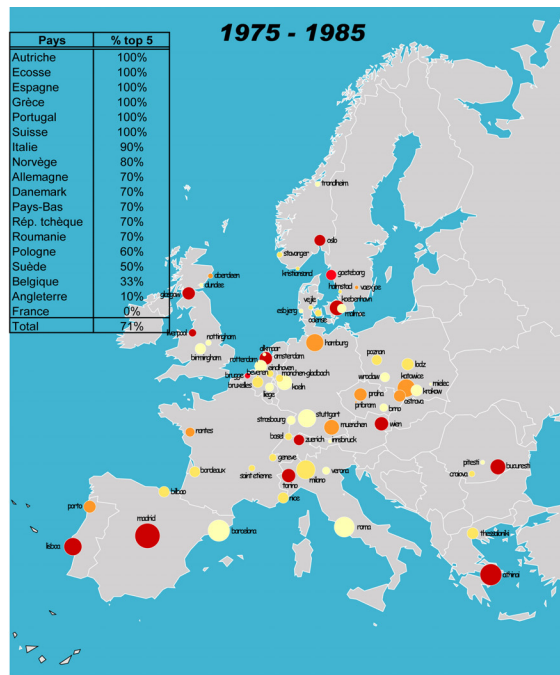 1975 - 1985
Pays % top 5
Autriche 100%
Ecosse 100%
Espagne 100%
Grèce 100%
Portugal 100%
Suisse 100%
Italie 90%
Norvège 80%
Allemagne 70%
Danemark 70%
Pays-Bas 70%
Rép. tchèque 70%
Roumanie 70%
Pologne 60%
Suède 50%
Belgique 33%
Angleterre 10%
France 0%
Total 71%
trondheim
oslo
stavanger
kristiansand
goeteborg
aberdeen
dundee
glasgow
halmstad
vaexjoe
vejle
koebenhavn
esbjerg
malmoe
odense
liverpool
nottingham
birmingham
hamburg
alkmaar
amsterdam
rotterdam
poznan
lodz
eindhoven
beveren
monchen-gladbach
wroclaw
katowice
mielec
brugge
bruxelles
koeln
krakow
liege
praha
ostrava
pribram
brno
strasbourg
stuttgart
muenchen
wien
nantes
basel
zuerich
innsbruck
geneve
pitesti
bucuresti
bordeaux
saint etienne
milano
verona
craiova
torino
bilbao
nice
porto
madrid
barcelona
roma
thessaloniki
lisboa
athinai